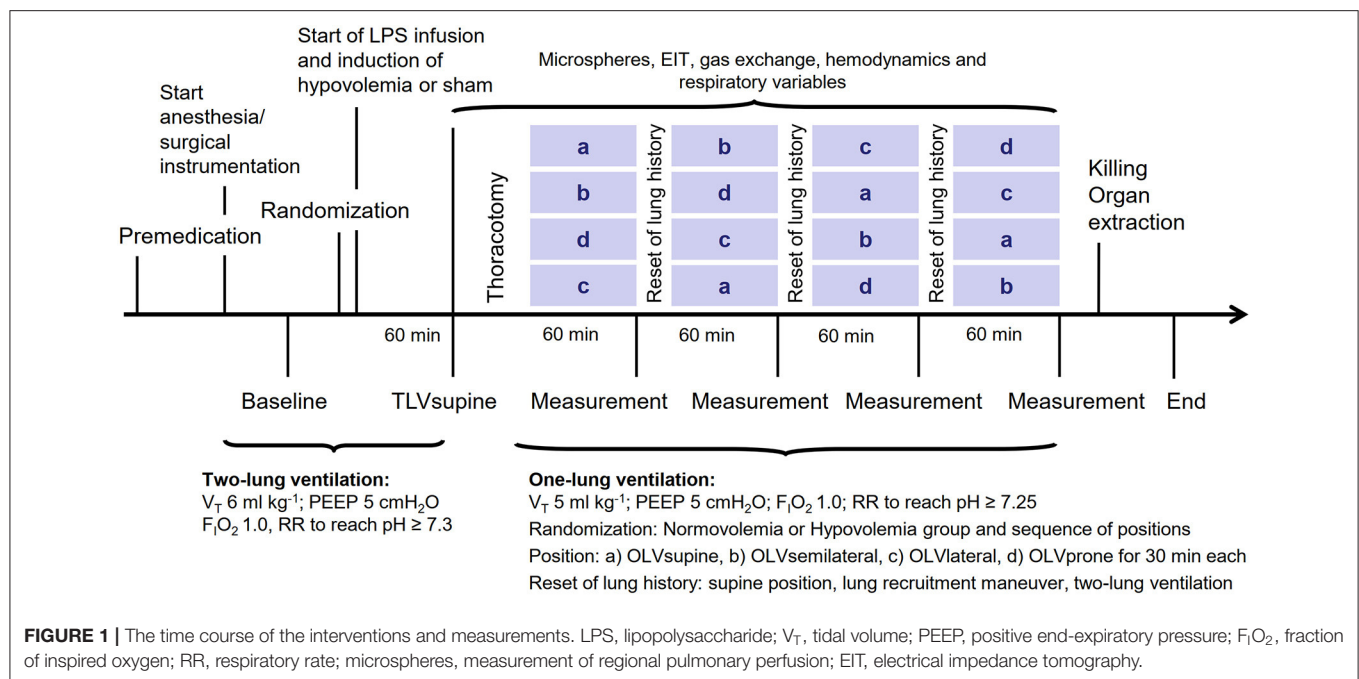 Start of LPS infusion
and induction of
hypovolemia or sham
Microspheres, EIT, gas exchange, hemodynamics and
respiratory variables
Start
anesthesia/
surgical
instrumentation
Randomization
Premedication
Thoracotomy
a
b
d
c
Reset of lung history
b
d
c
a
Reset of lung history
c
a
b
d
Reset of lung history
d
c
a
b
Killing
Organ
extraction
60 min
60 min
60 min
60 min
60 min
Baseline
TLVsupine
Measurement
Measurement
Measurement
Measurement
End
Two-lung ventilation:
V_T 6 ml kg⁻¹; PEEP 5 cmH₂O
F_IO₂ 1.0, RR to reach pH ≥ 7.3
One-lung ventilation:
V_T 5 ml kg⁻¹; PEEP 5 cmH₂O; F_IO₂ 1.0; RR to reach pH ≥ 7.25
Randomization: Normovolemia or Hypovolemia group and sequence of positions
Position: a) OLVsupine, b) OLVsemilateral, c) OLVlateral, d) OLVprone for 30 min each
Reset of lung history: supine position, lung recruitment maneuver, two-lung ventilation
FIGURE 1 | The time course of the interventions and measurements. LPS, lipopolysaccharide; V_T, tidal volume; PEEP, positive end-expiratory pressure; F_IO₂, fraction
of inspired oxygen; RR, respiratory rate; microspheres, measurement of regional pulmonary perfusion; EIT, electrical impedance tomography.